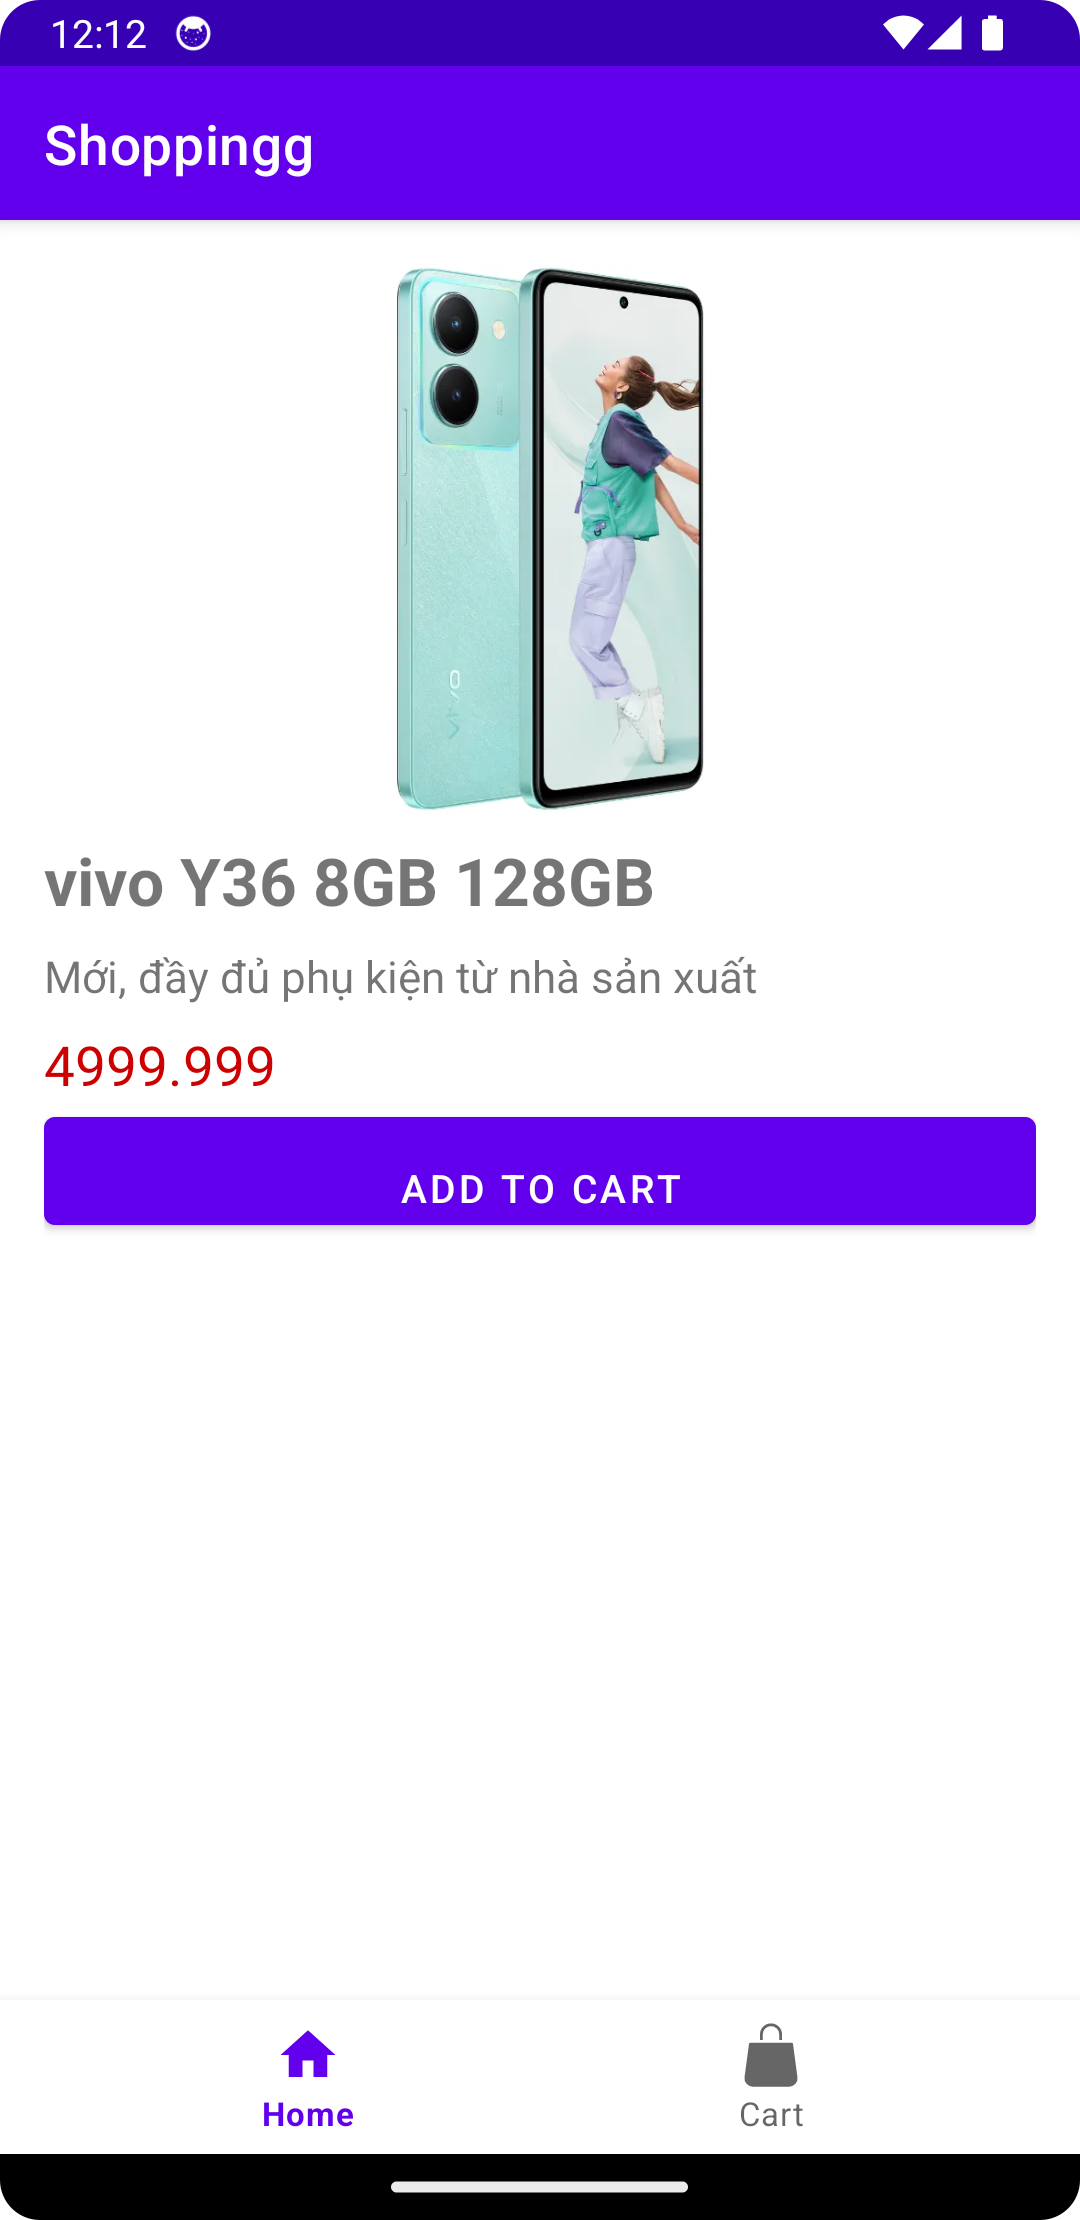 12:12
Shoppingg
vivo
vivo Y36 8GB 128GB
Mới, đầy đủ phụ kiện từ nhà sản xuất
4999.999
ADD TO CART
Home
Cart